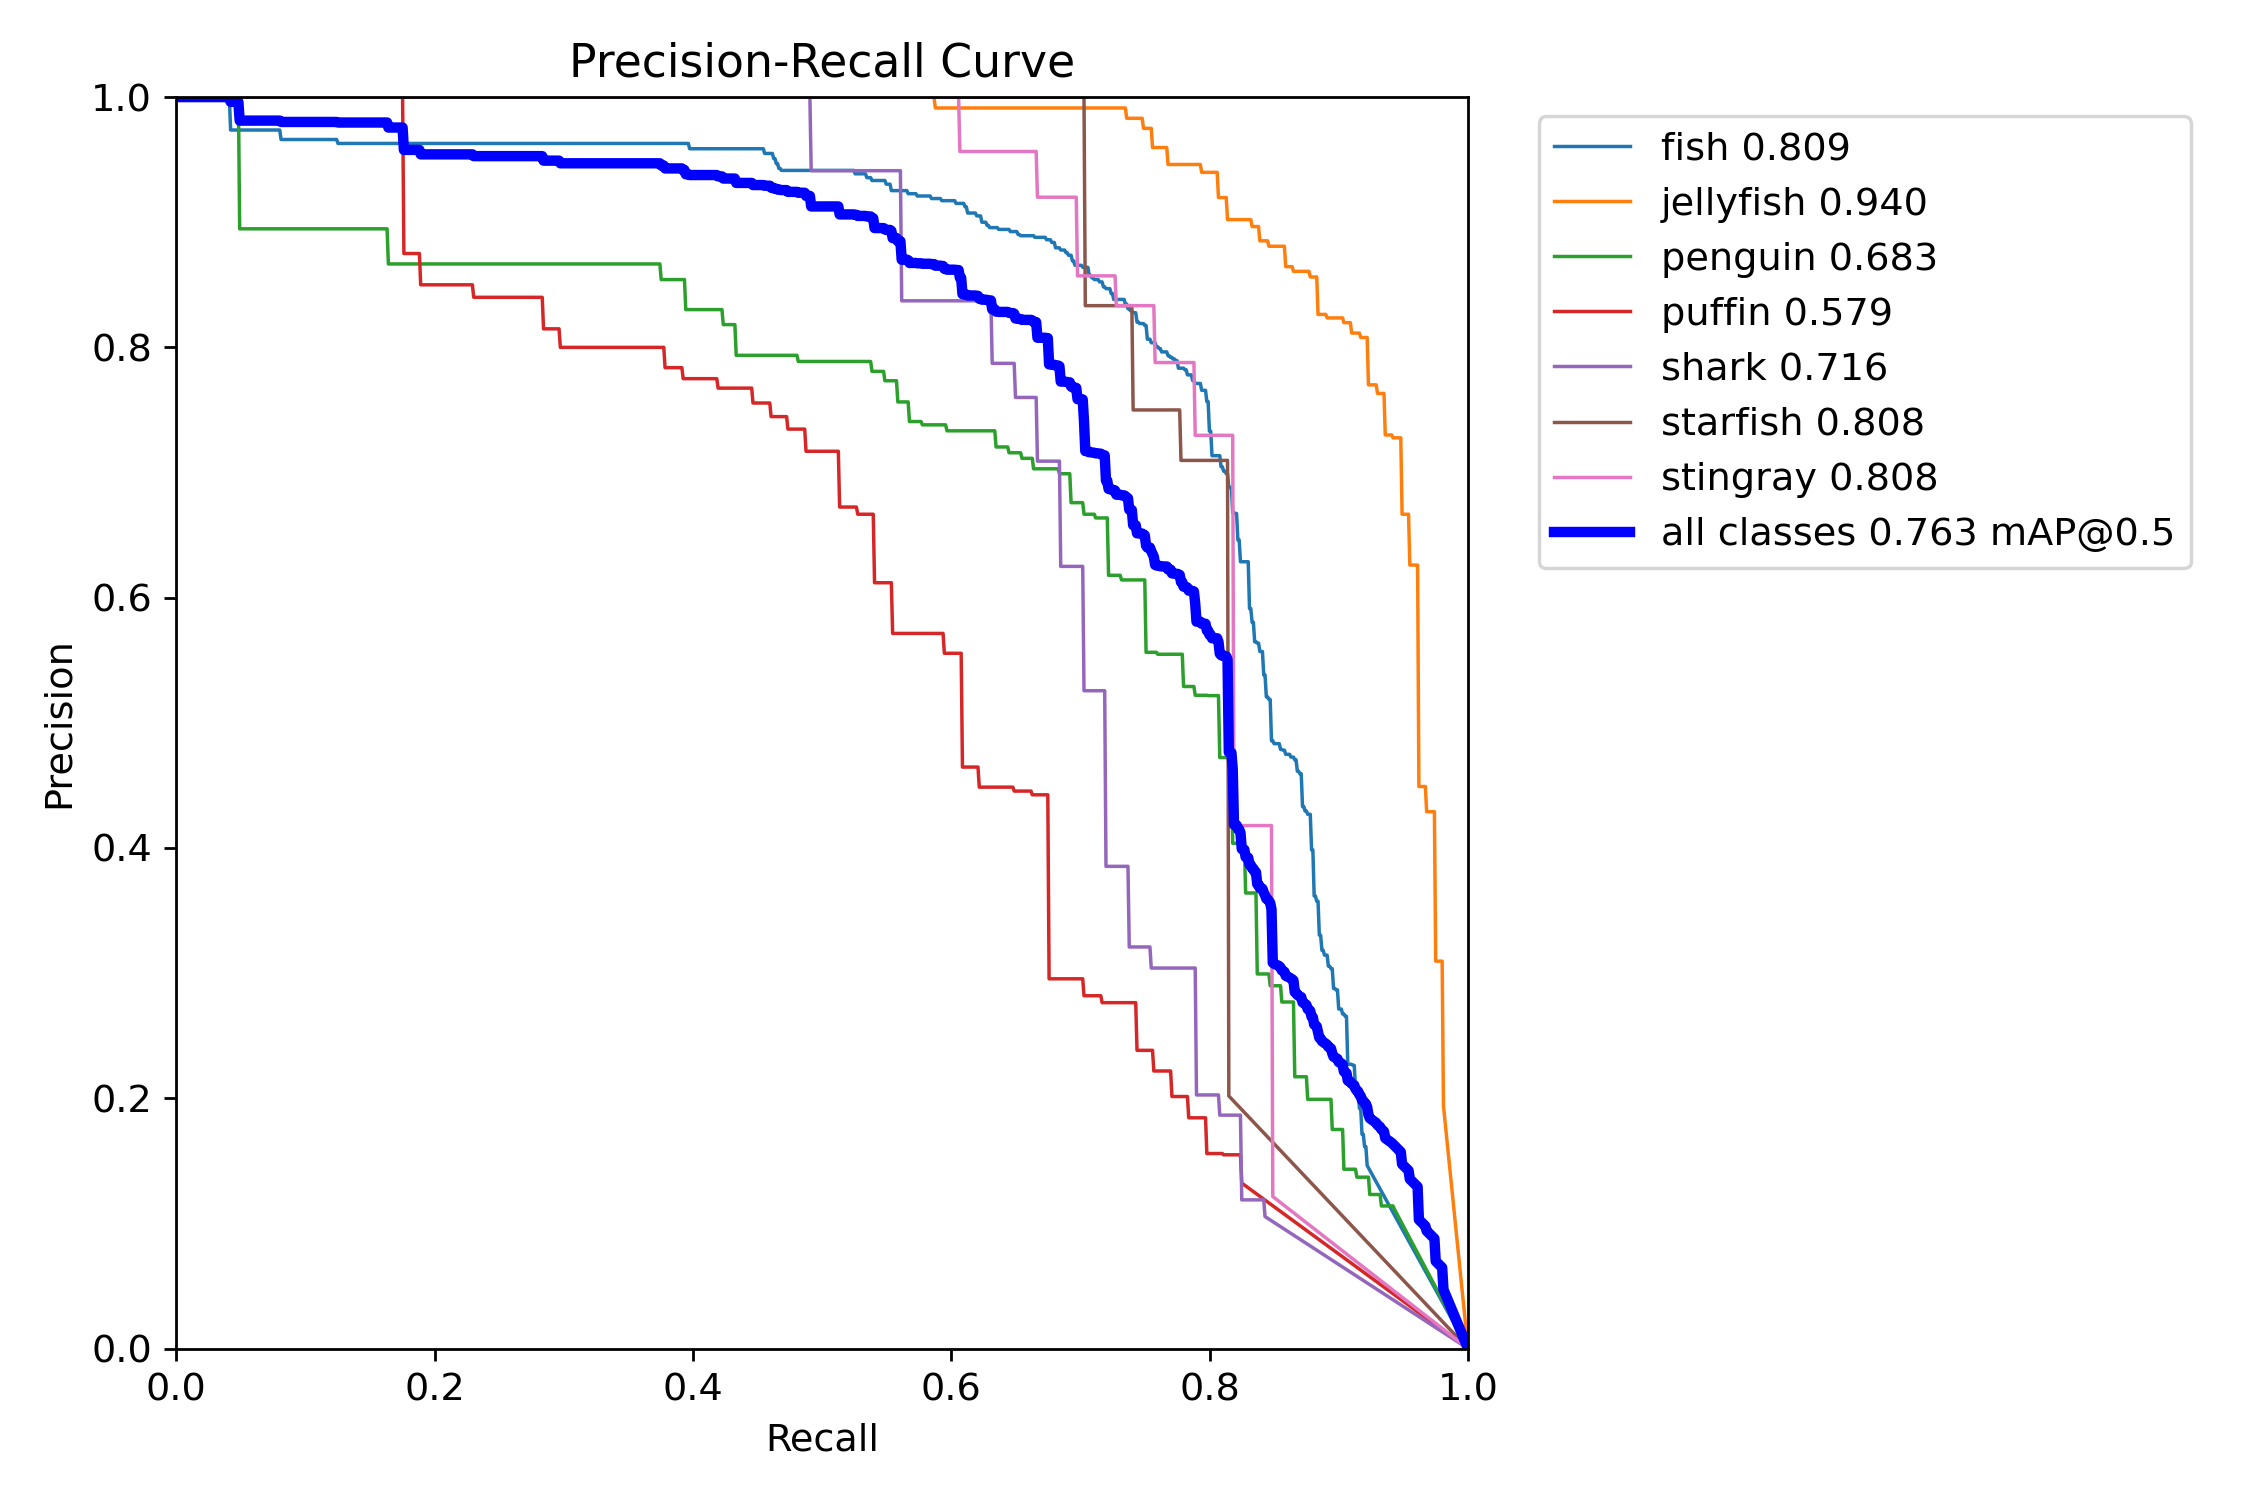 Precision-Recall Curve
1.0
0.8
0.6
0.4
0.2
0.0
Precision
0.0 0.2 0.4 0.6 0.8 1.0
Recall
fish 0.809
jellyfish 0.940
penguin 0.683
puffin 0.579
shark 0.716
starfish 0.808
stingray 0.808
all classes 0.763 mAP@0.5